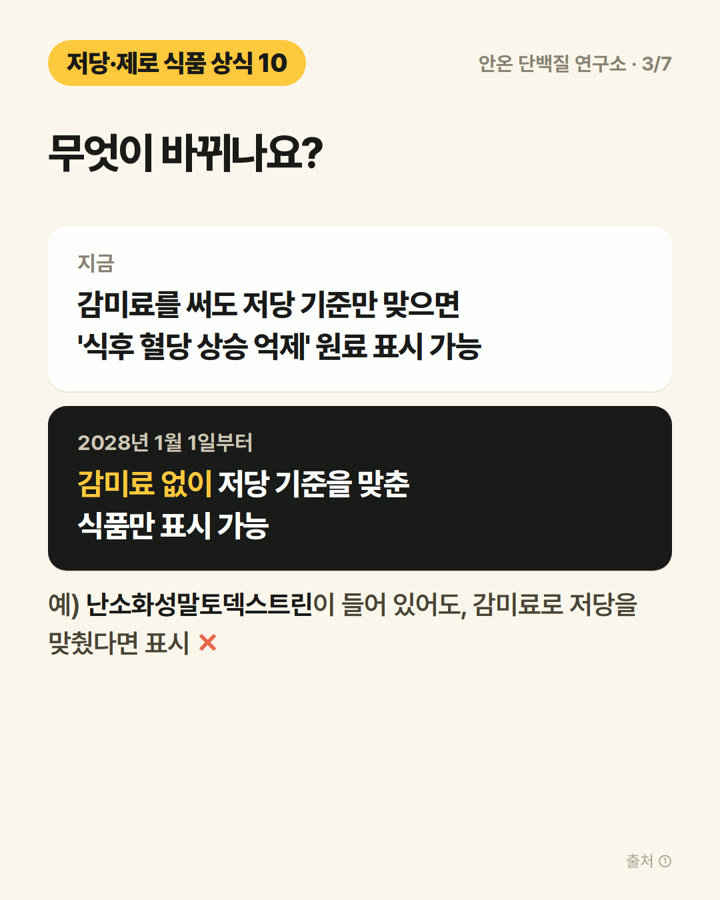 저당·제로 식품 상식 10
안온 단백질 연구소 · 3/7
무엇이 바뀌나요?
지금
감미료를 써도 저당 기준만 맞으면
'식후 혈당 상승 억제' 원료 표시 가능
2028년 1월 1일부터
감미료 없이 저당 기준을 맞춘
식품만 표시 가능
예) 난소화성말토덱스트린이 들어 있어도, 감미료로 저당을
맞췄다면 표시 ✕
출처 ①